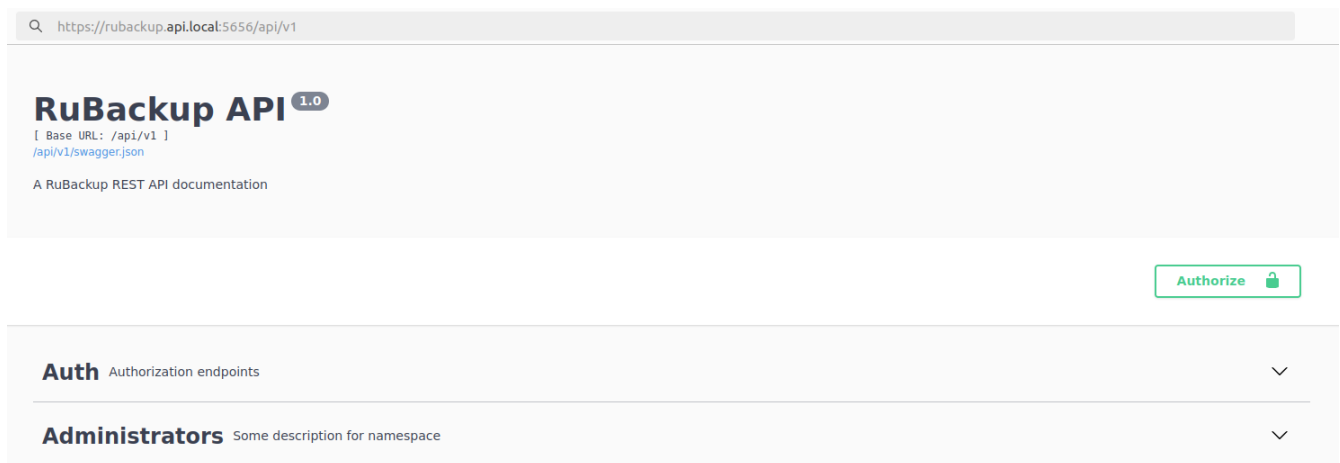 https://rubackup.api.local:5656/api/v1
RuBackup API 1.0
[ Base URL: /api/v1 ]
/api/v1/swagger.json
A RuBackup REST API documentation
Authorize
Auth Authorization endpoints
Administrators Some description for namespace